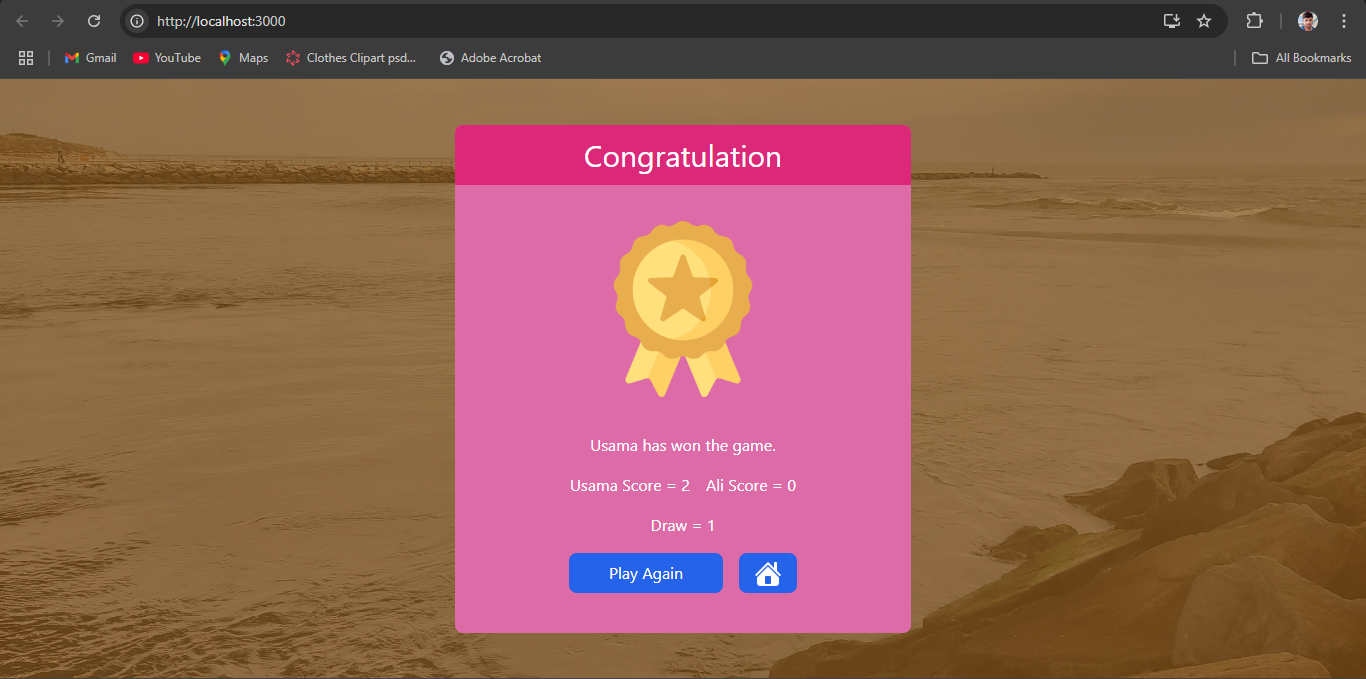 http://localhost:3000
Gmail YouTube Maps Clothes Clipart psd... Adobe Acrobat All Bookmarks
Congratulation
Usama has won the game.
Usama Score = 2 Ali Score = 0
Draw = 1
Play Again